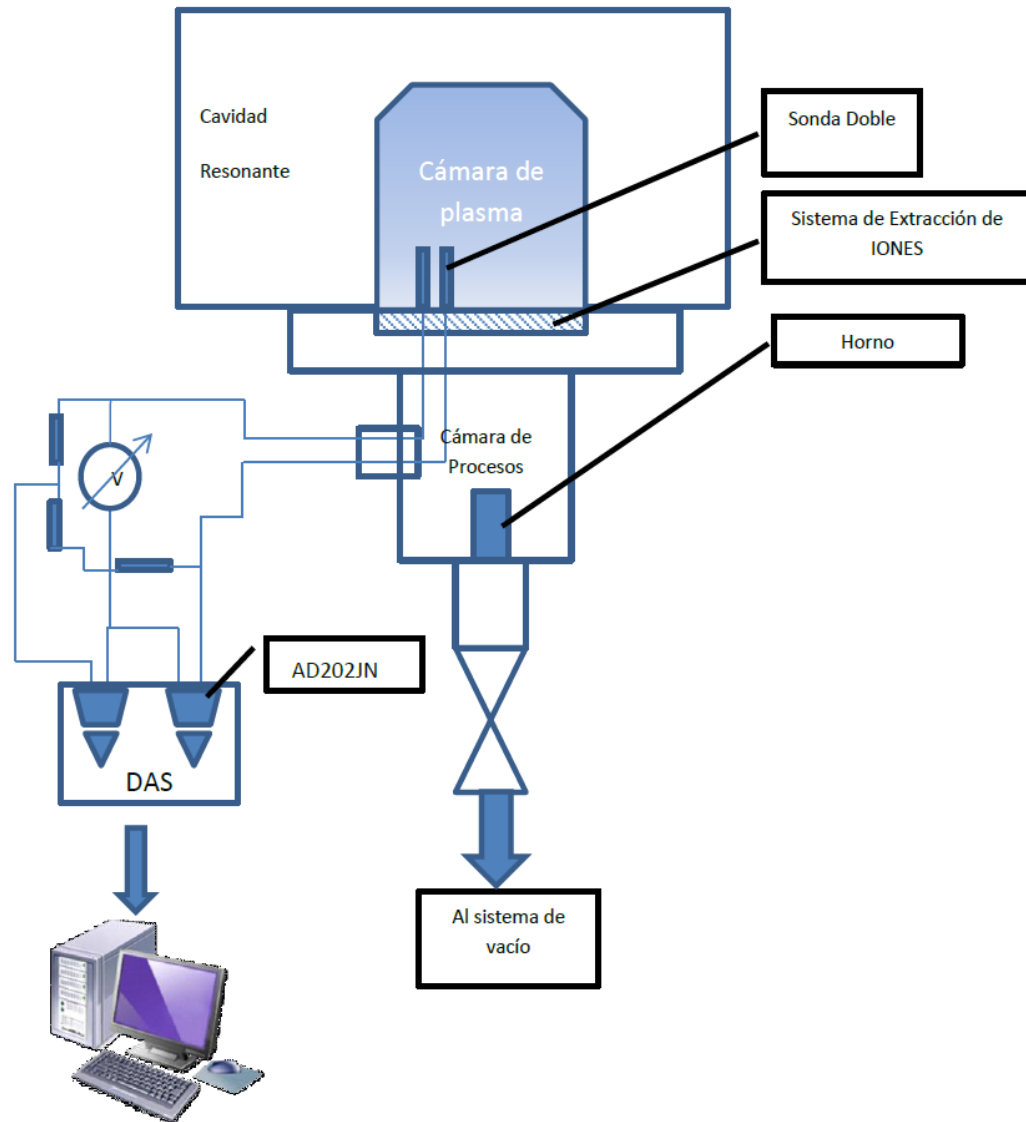 Cavidad
Resonante
Cámara de
plasma
Sonda Doble
Sistema de Extracción de
IONES
Horno
Cámara de
Procesos
V
AD202JN
DAS
Al sistema de
vacío